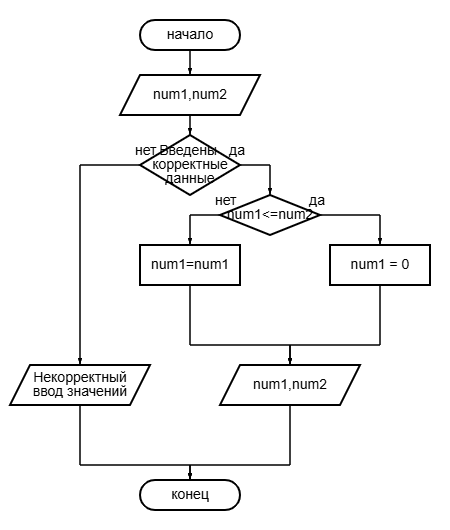 начало
num1,num2
нет
Введены
корректные
данные
да
нет
num1<=num2
да
num1=num1
num1 = 0
Некорректный
ввод значений
num1,num2
конец